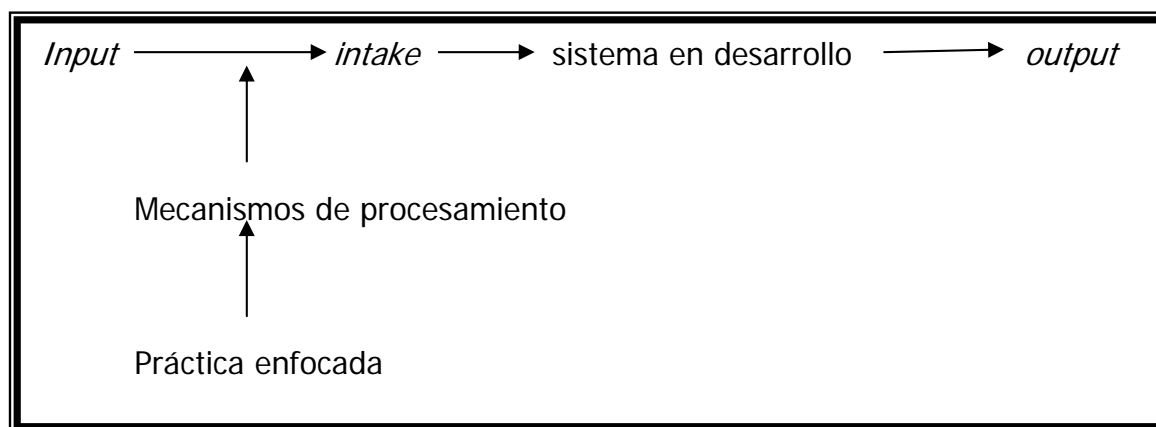 Input intake sistema en desarrollo output
Mecanismos de procesamiento
Práctica enfocada